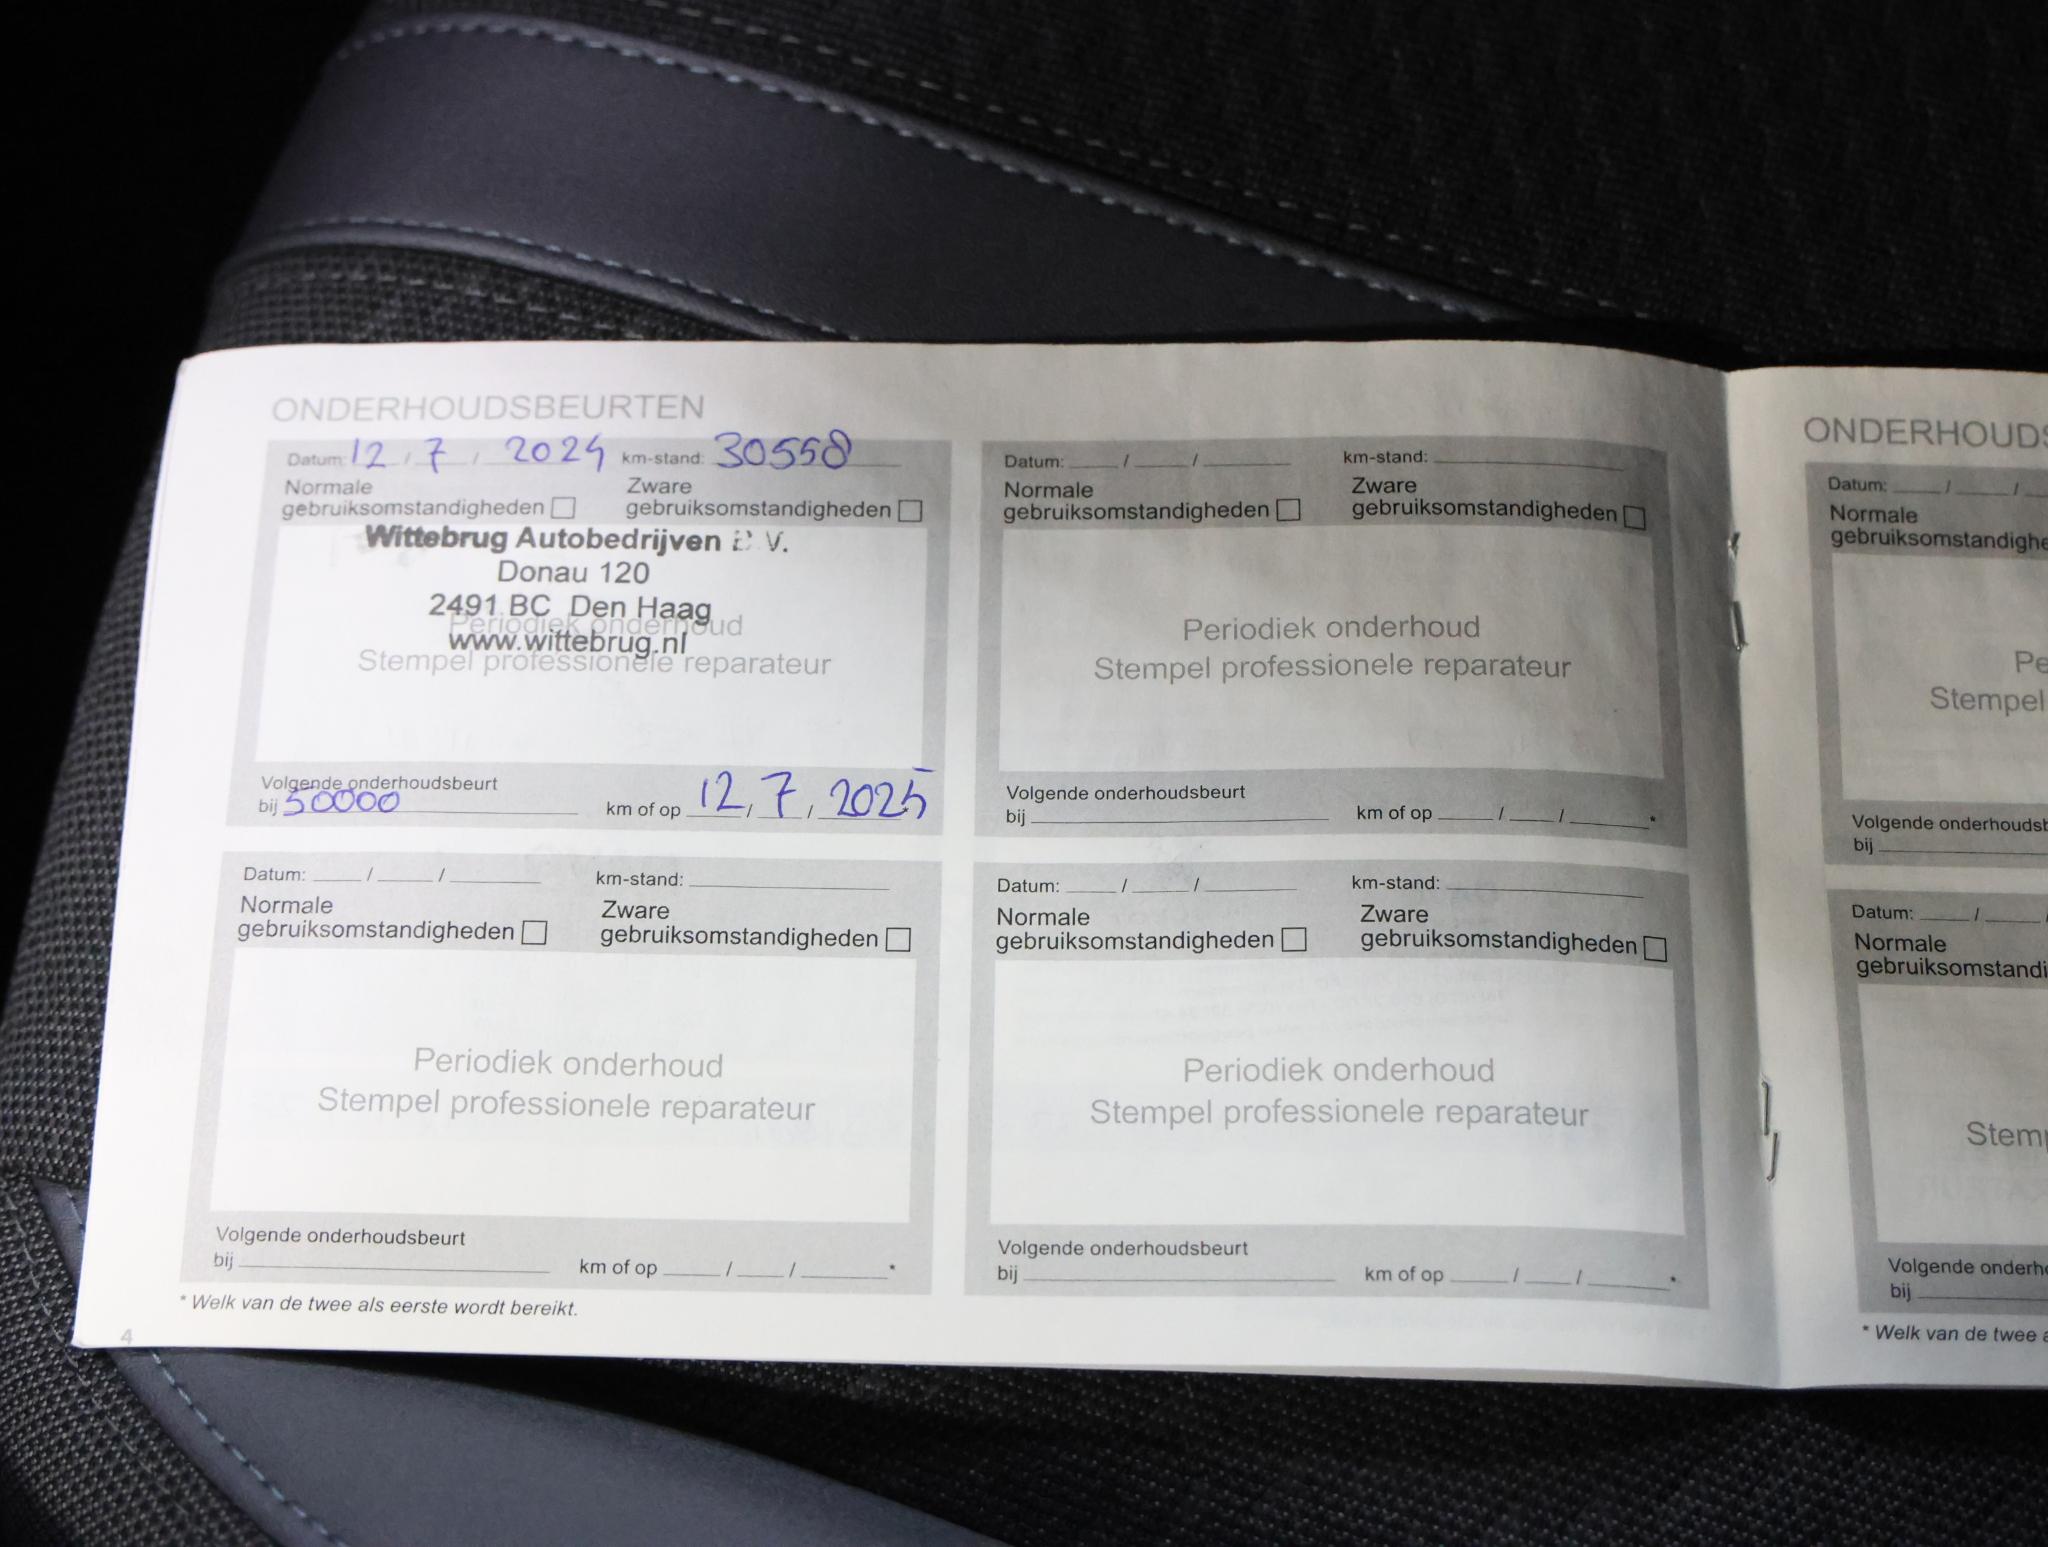 ONDERHOUDSBEURTEN
Datum: 12 / 7 / 2024 km-stand: 30558
Normale gebruiksomstandigheden
Zware gebruiksomstandigheden
Wittebrug Autobedrijven B.V.
Donau 120
2491 BC Den Haag
www.wittebrug.nl
Periodiek onderhoud
Stempel professionele reparateur
Volgende onderhoudsbeurt
bij 50000 km of op 12 / 7 / 2025 *
Datum: / / km-stand:
Normale gebruiksomstandigheden
Zware gebruiksomstandigheden
Periodiek onderhoud
Stempel professionele reparateur
Volgende onderhoudsbeurt
bij km of op / / *
Datum: / / km-stand:
Normale gebruiksomstandigheden
Zware gebruiksomstandigheden
Periodiek onderhoud
Stempel professionele reparateur
Volgende onderhoudsbeurt
bij km of op / / *
Datum: / / km-stand:
Normale gebruiksomstandigheden
Zware gebruiksomstandigheden
Periodiek onderhoud
Stempel professionele reparateur
Volgende onderhoudsbeurt
bij km of op / / *
* Welk van de twee als eerste wordt bereikt.
4
ONDERHOUDS
Datum: / /
Normale
gebruiksomstandighe
Pe
Stempel
Volgende onderhoudsb
bij
Datum: / /
Normale
gebruiksomstandi
Stem
Volgende onderho
bij
* Welk van de twee a